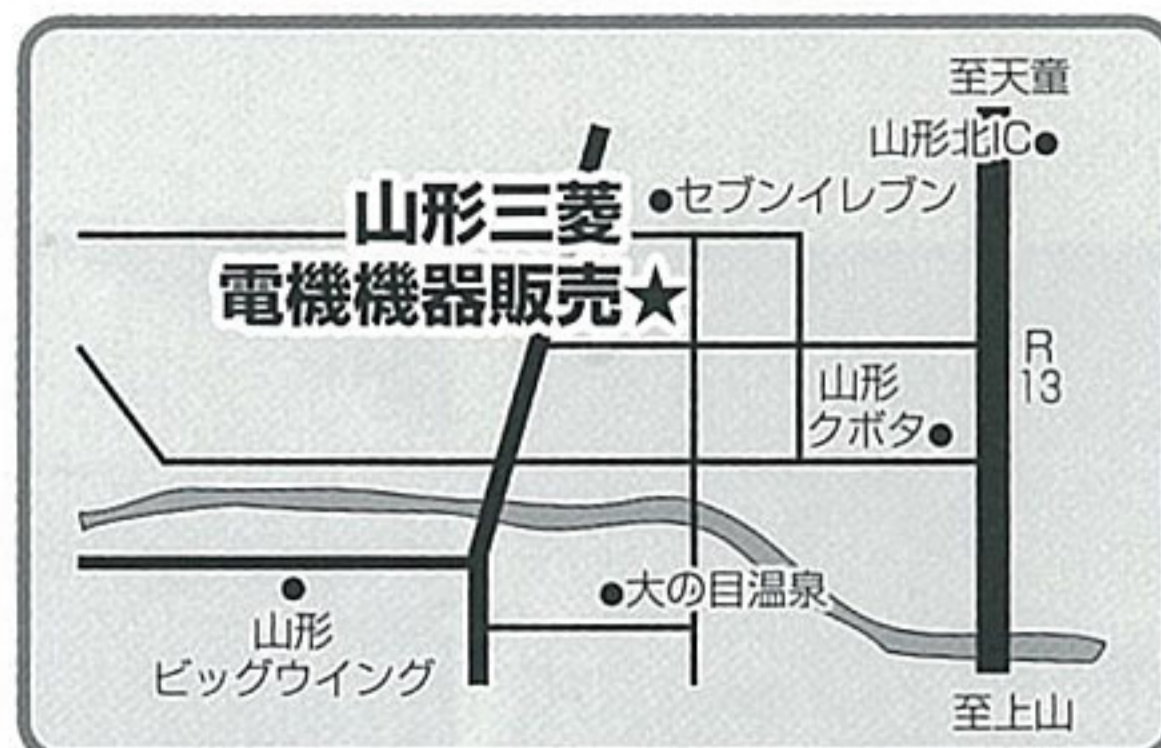 至天童
山形北IC
セブンイレブン
山形三菱
電機機器販売★
R
13
山形
クボタ
大の目温泉
山形
ビッグウイング
至上山